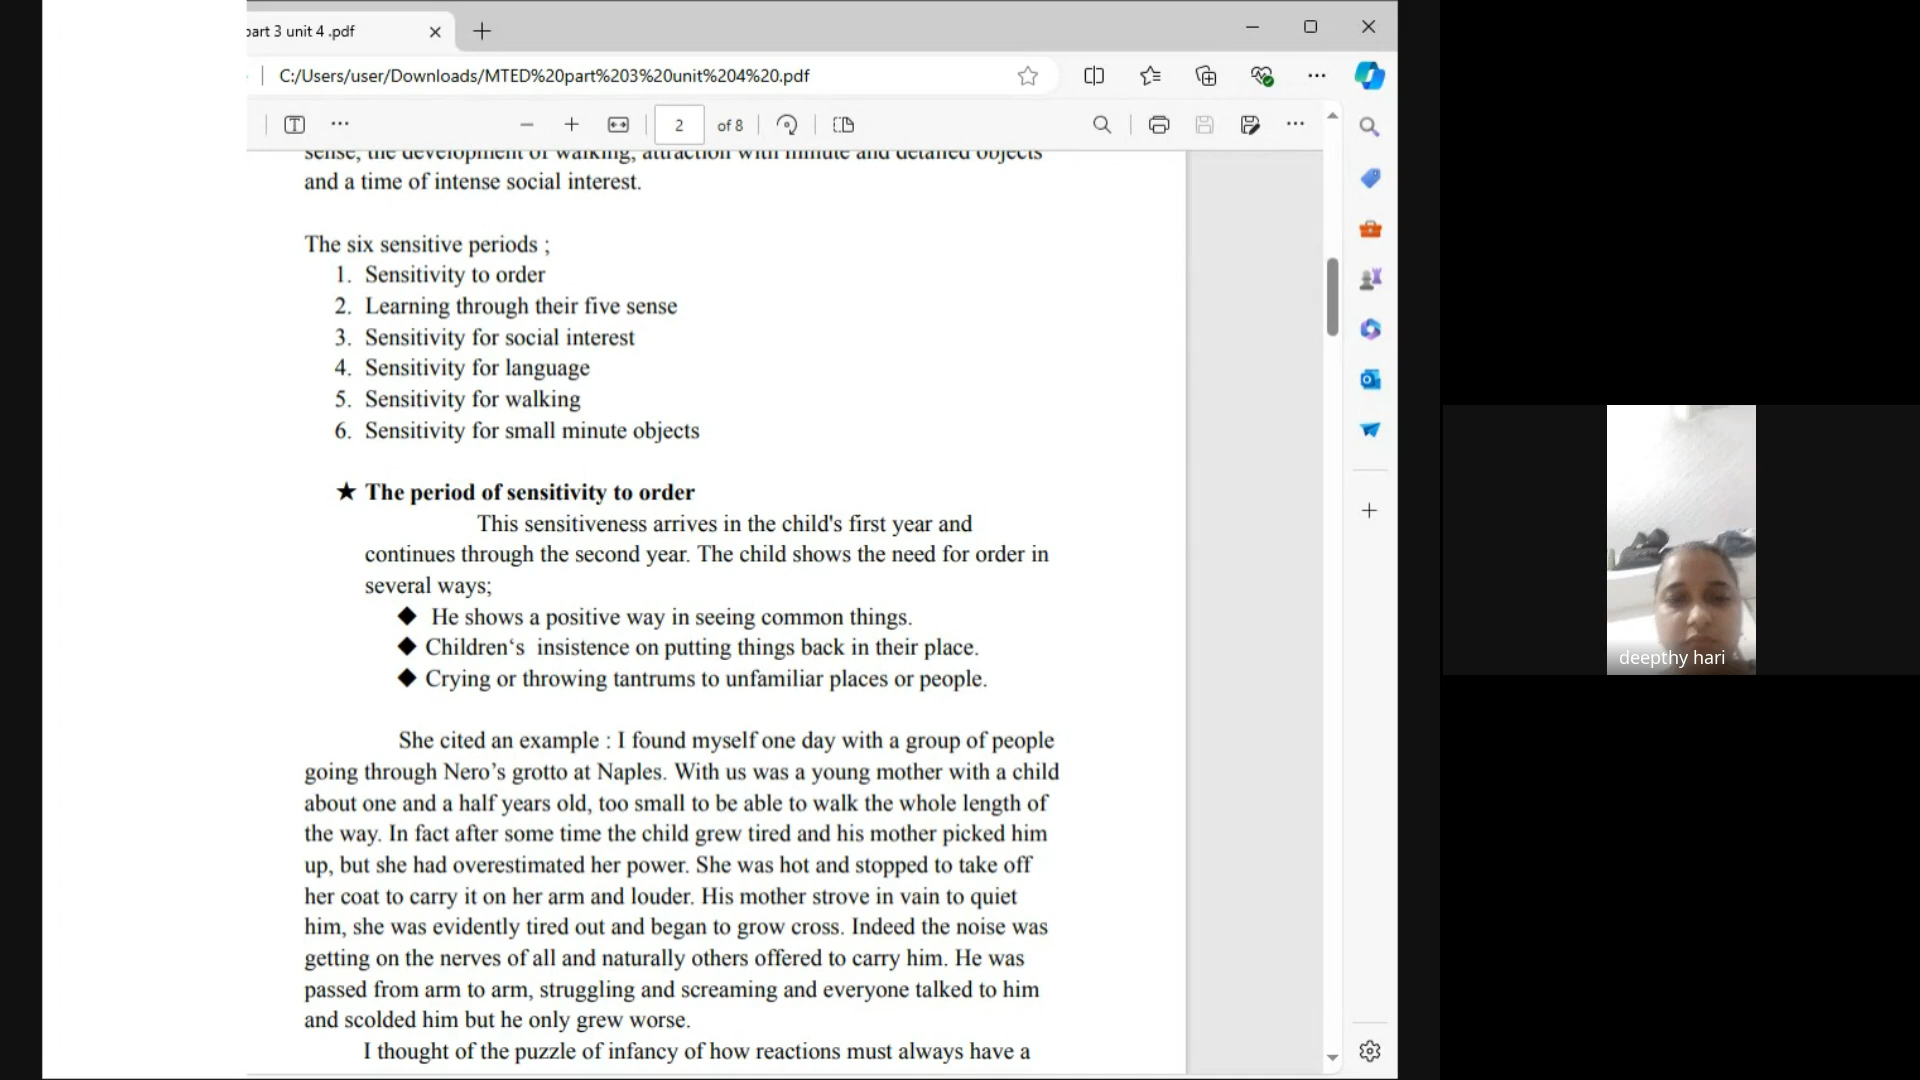 part 3 unit 4 .pdf
C:/Users/user/Downloads/MTED%20part%203%20unit%204%20.pdf
2 of 8
sense, the development of walking, attraction with minute and detailed objects
and a time of intense social interest.
The six sensitive periods ;
1. Sensitivity to order
2. Learning through their five sense
3. Sensitivity for social interest
4. Sensitivity for language
5. Sensitivity for walking
6. Sensitivity for small minute objects
★ The period of sensitivity to order
This sensitiveness arrives in the child's first year and
continues through the second year. The child shows the need for order in
several ways;
◆ He shows a positive way in seeing common things.
◆ Children‘s insistence on putting things back in their place.
◆ Crying or throwing tantrums to unfamiliar places or people.
She cited an example : I found myself one day with a group of people
going through Nero’s grotto at Naples. With us was a young mother with a child
about one and a half years old, too small to be able to walk the whole length of
the way. In fact after some time the child grew tired and his mother picked him
up, but she had overestimated her power. She was hot and stopped to take off
her coat to carry it on her arm and louder. His mother strove in vain to quiet
him, she was evidently tired out and began to grow cross. Indeed the noise was
getting on the nerves of all and naturally others offered to carry him. He was
passed from arm to arm, struggling and screaming and everyone talked to him
and scolded him but he only grew worse.
I thought of the puzzle of infancy of how reactions must always have a
deepthy hari